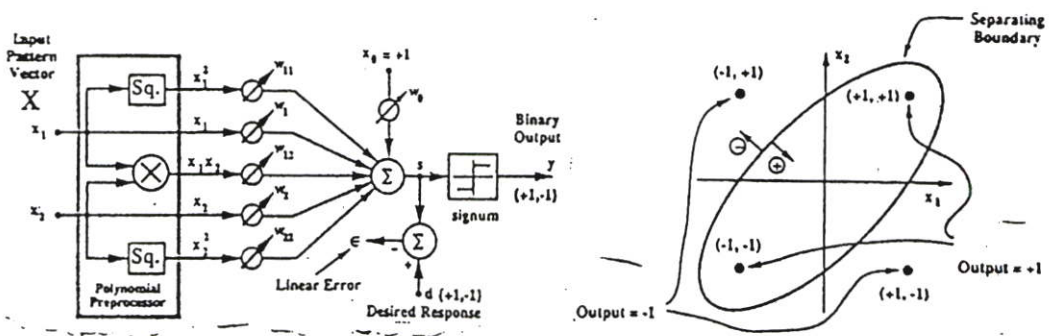 Input
Pattern
Vector
X
x₁
x₂
Sq.
Sq.
Polynomial
Preprocessor
x₁²
x₁
x₁x₂
x₂
x₂²
w₁₁
w₁
w₁₂
w₂
w₂₂
x₀ = +1
w₀
Σ
s
signum
Binary
Output
y
(+1,-1)
Σ
-
+
ϵ
Linear Error
d (+1,-1)
Desired Response
Separating
Boundary
x₂
(-1, +1)
(+1, +1)
-
+
x₁
(-1, -1)
(+1, -1)
Output = +1
Output = -1